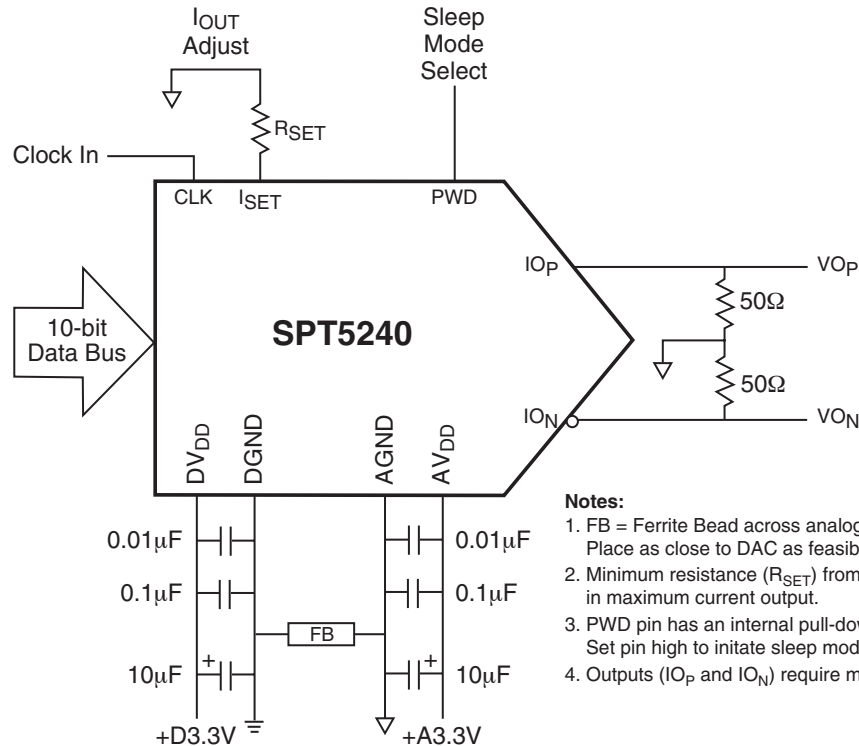 IOUT
Adjust
Sleep
Mode
Select
RSET
Clock In
CLK
ISET
PWD
IOP
VOP
50Ω
10-bit
Data Bus
SPT5240
50Ω
ION
VON
DVDD
DGND
AGND
AVDD
0.01µF
0.01µF
0.1µF
0.1µF
FB
+
+
10µF
10µF
+D3.3V
+A3.3V
Notes:
1. FB = Ferrite Bead across analog
Place as close to DAC as
2. Minimum resistance (RSET) from
in maximum current output.
3. PWD pin has an internal
Set pin high to initate sleep
4. Outputs (IOP and ION) require